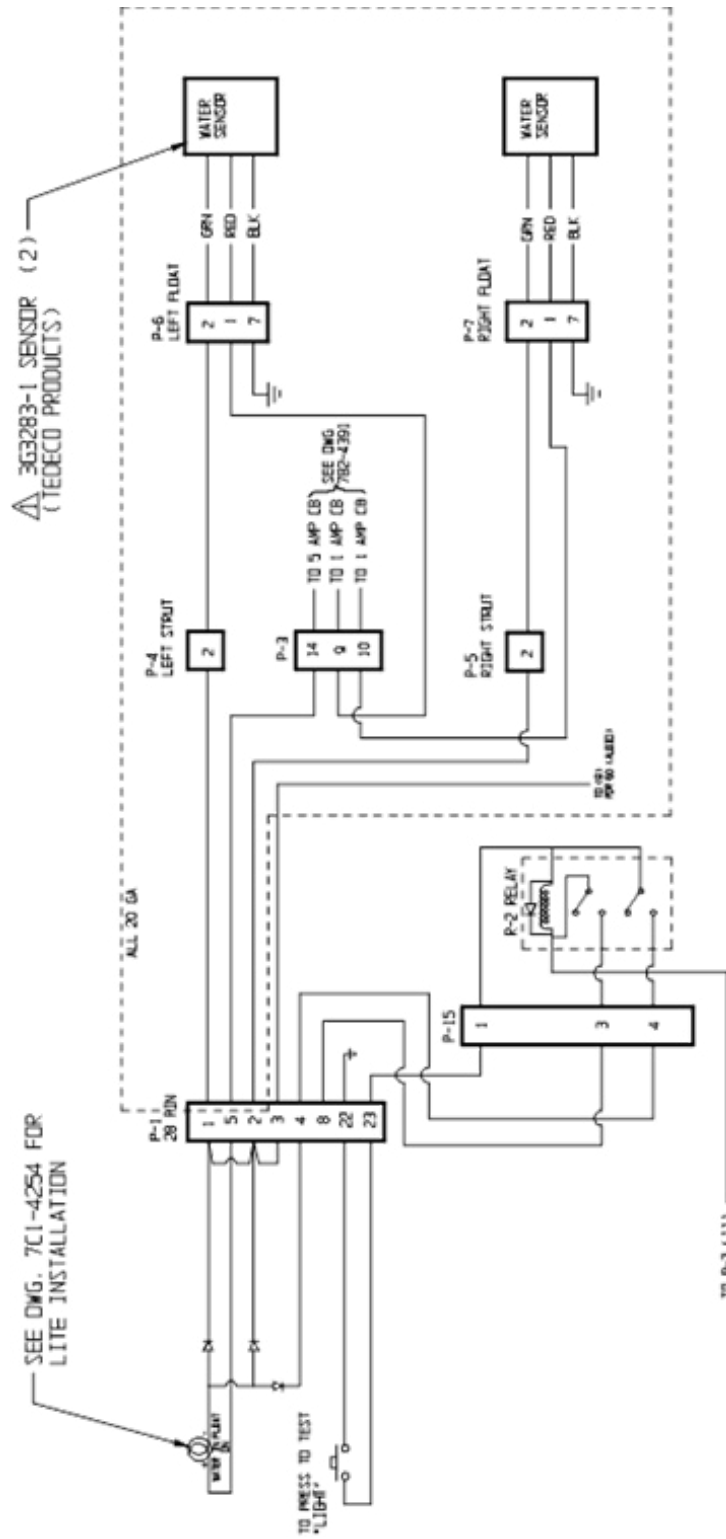 SEE DWG. 7C1-4254 FOR
LITE INSTALLATION
3G3283-1 SENSOR (2)
(TEDECO PRODUCTS)
WATER
SENSOR
GRN
RED
BLK
P-6
LEFT FLOAT
2
1
7
P-4
LEFT STRUT
2
ALL 20 GA
P-1
28 PIN
1
5
2
3
4
8
22
23
P-3
14
9
10
TO 5 AMP CB
TO 1 AMP CB
TO 1 AMP CB
SEE DWG
7B2-4391
WATER
SENSOR
GRN
RED
BLK
P-7
RIGHT FLOAT
2
1
7
P-5
RIGHT STRUT
2
R-2 RELAY
P-15
1
3
4
TO PRESS TO TEST
"LIGHT"